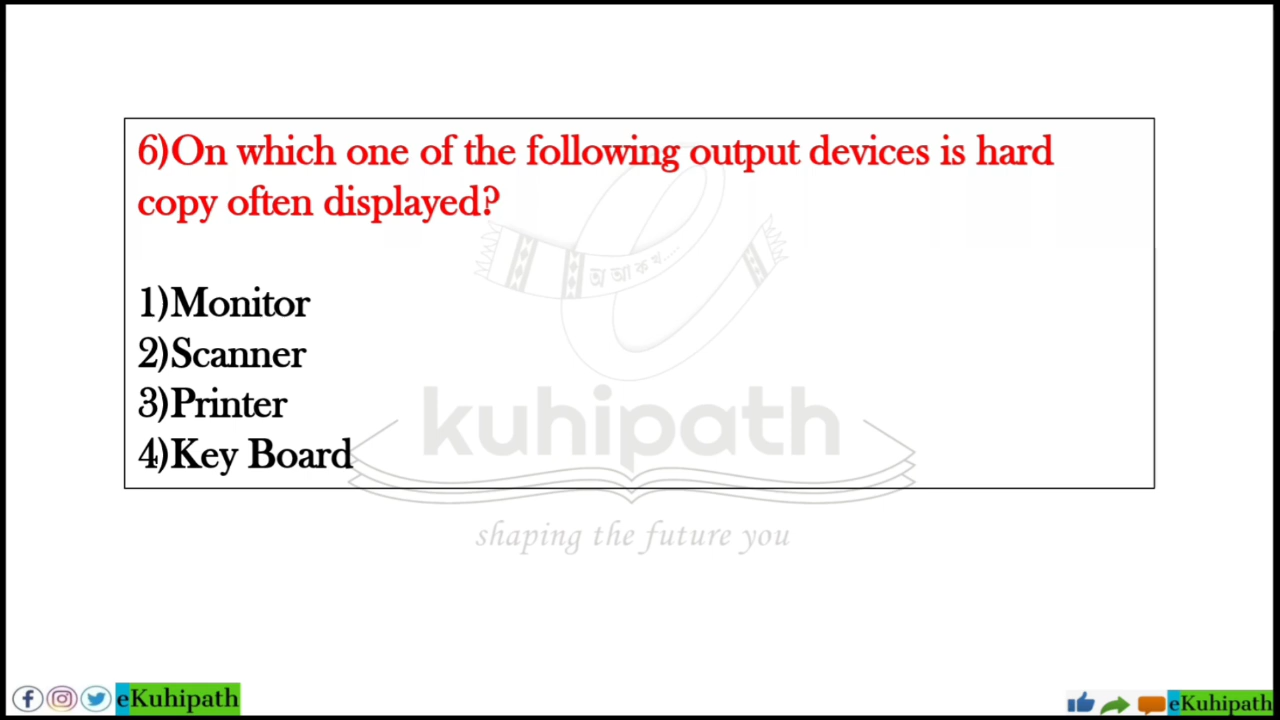 6)On which one of the following output devices is hard
copy often displayed?
অ আ ক খ....
1)Monitor
2)Scanner
3)Printer
4)Key Board
kuhipath
shaping the future you
eKuhipath
eKuhipath